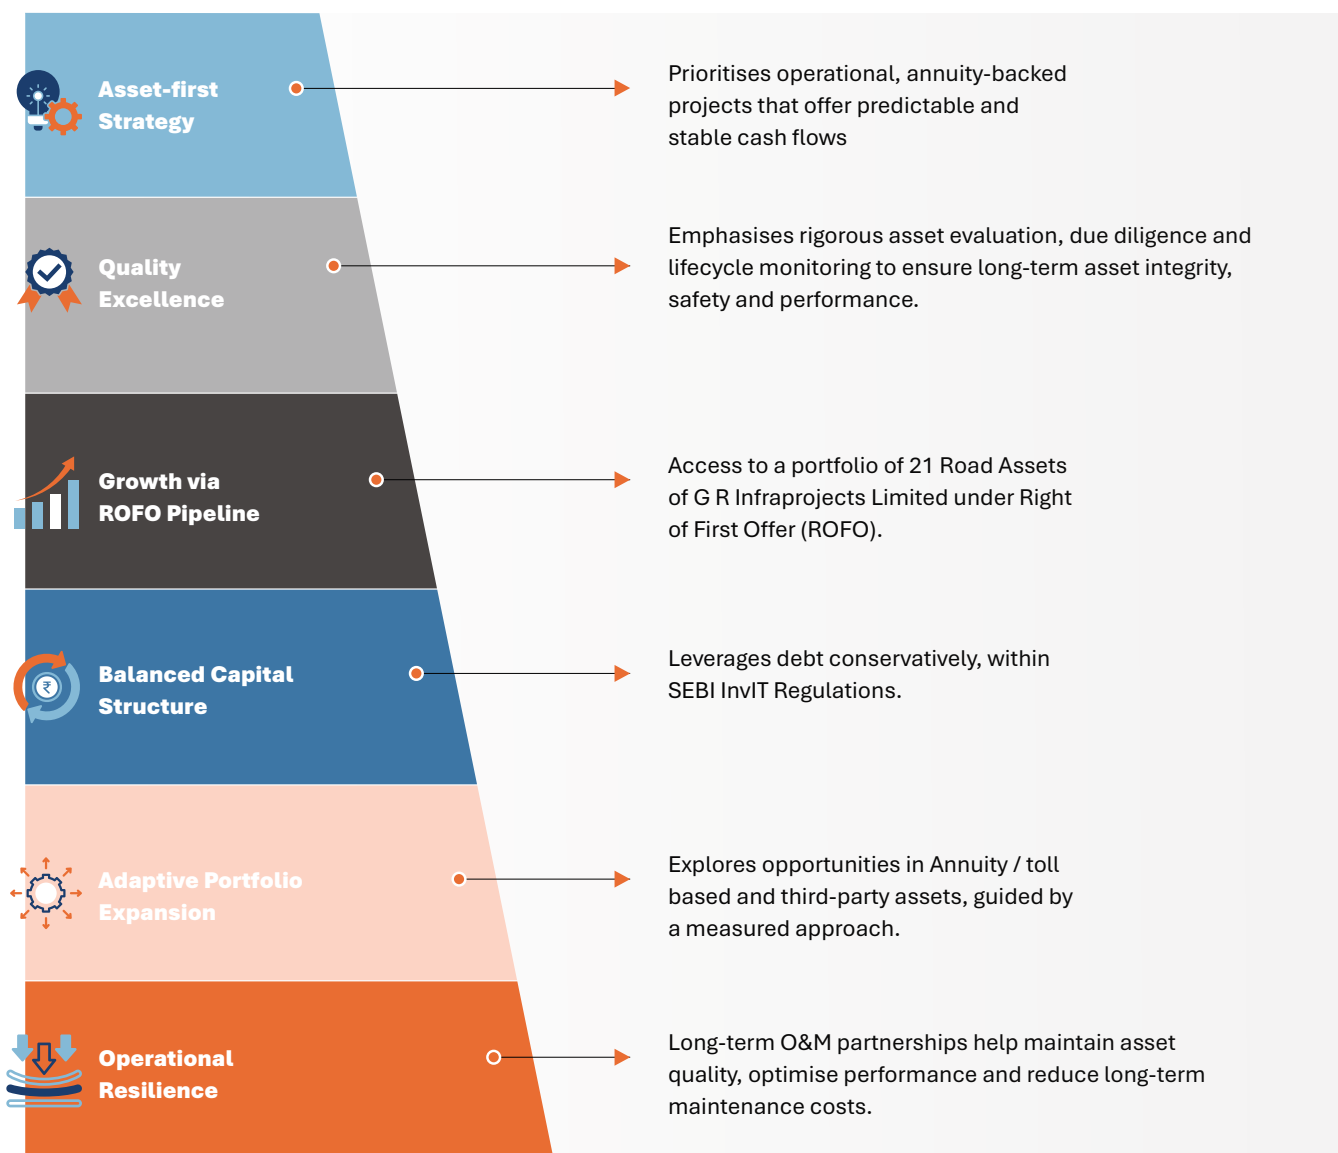 Asset-first
Strategy
Prioritises operational, annuity-backed
projects that offer predictable and
stable cash flows
Quality
Excellence
Emphasises rigorous asset evaluation, due diligence and
lifecycle monitoring to ensure long-term asset integrity,
safety and performance.
Growth via
ROFO Pipeline
Access to a portfolio of 21 Road Assets
of G R Infraprojects Limited under Right
of First Offer (ROFO).
₹
Balanced Capital
Structure
Leverages debt conservatively, within
SEBI InvIT Regulations.
Adaptive Portfolio
Expansion
Explores opportunities in Annuity / toll
based and third-party assets, guided by
a measured approach.
Operational
Resilience
Long-term O&M partnerships help maintain asset
quality, optimise performance and reduce long-term
maintenance costs.